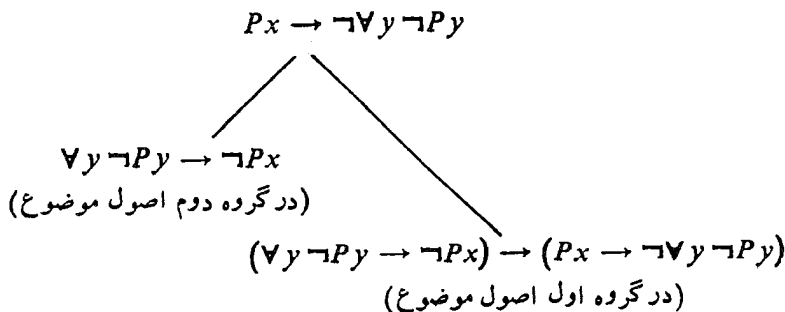 Px → ¬∀y ¬Py
∀y ¬Py → ¬Px
(در گروه دوم اصول موضوع)
(∀y ¬Py → ¬Px) → (Px → ¬∀y ¬Py)
(در گروه اول اصول موضوع)